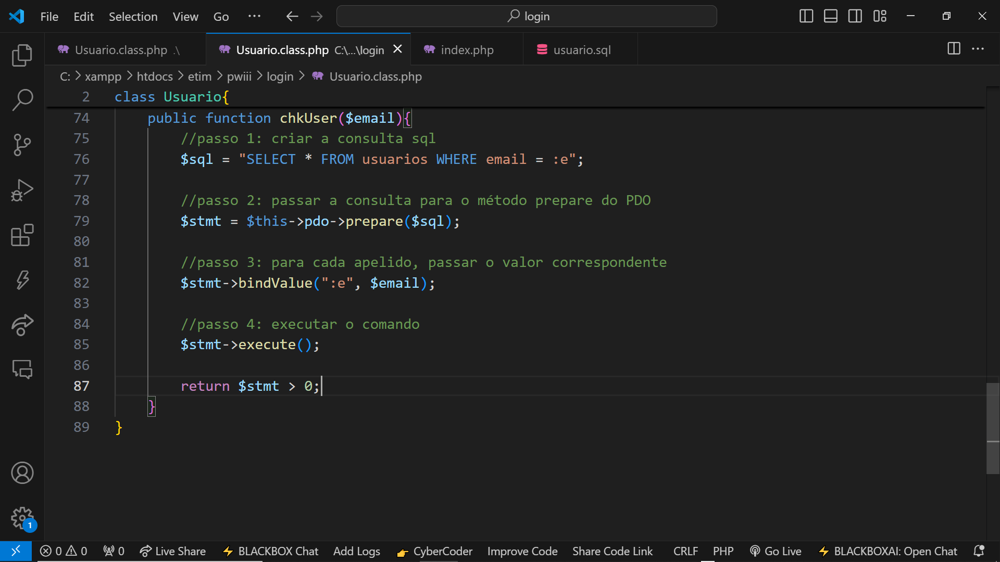 File Edit Selection View Go ··· login
Usuario.class.php .\ Usuario.class.php C:\...\login index.php usuario.sql
C: > xampp > htdocs > etim > pwiii > login > Usuario.class.php
2 class Usuario{
74 public function chkUser($email){
75 //passo 1: criar a consulta sql
76 $sql = "SELECT * FROM usuarios WHERE email = :e";
77
78 //passo 2: passar a consulta para o método prepare do PDO
79 $stmt = $this->pdo->prepare($sql);
80
81 //passo 3: para cada apelido, passar o valor correspondente
82 $stmt->bindValue(":e", $email);
83
84 //passo 4: executar o comando
85 $stmt->execute();
86
87 return $stmt > 0;
88 }
89 }
1
0 0 0 Live Share BLACKBOX Chat Add Logs CyberCoder Improve Code Share Code Link CRLF PHP Go Live BLACKBOXAI: Open Chat